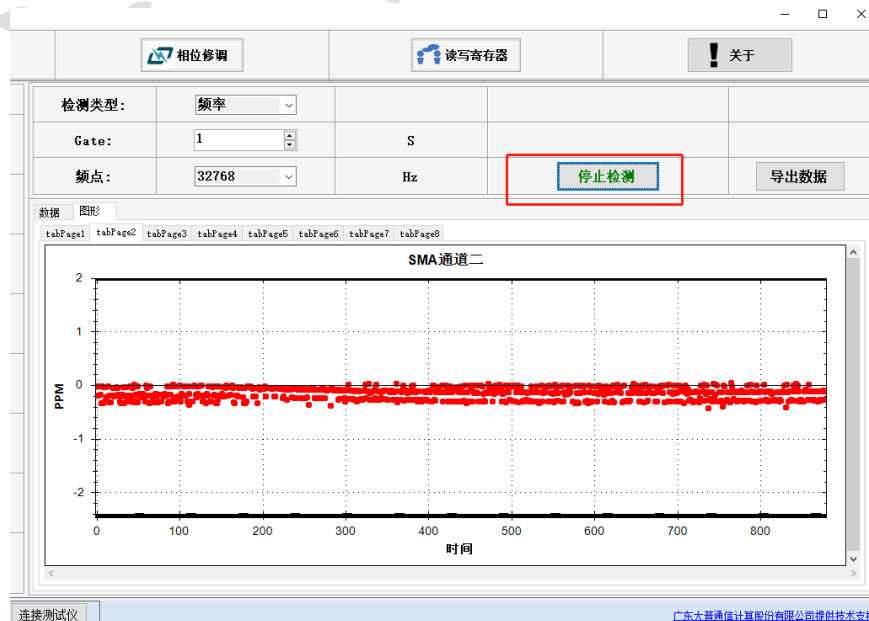 相位修调 读写寄存器 关于
检测类型: 频率
Gate: 1 S
频点: 32768 Hz 停止检测 导出数据
数据 图形
tabPage1 tabPage2 tabPage3 tabPage4 tabPage5 tabPage6 tabPage7 tabPage8
SMA通道二
2
1
0
-1
-2
PPM
0 100 200 300 400 500 600 700 800
时间
连接测试仪 广东大普通信计算股份有限公司提供技术支